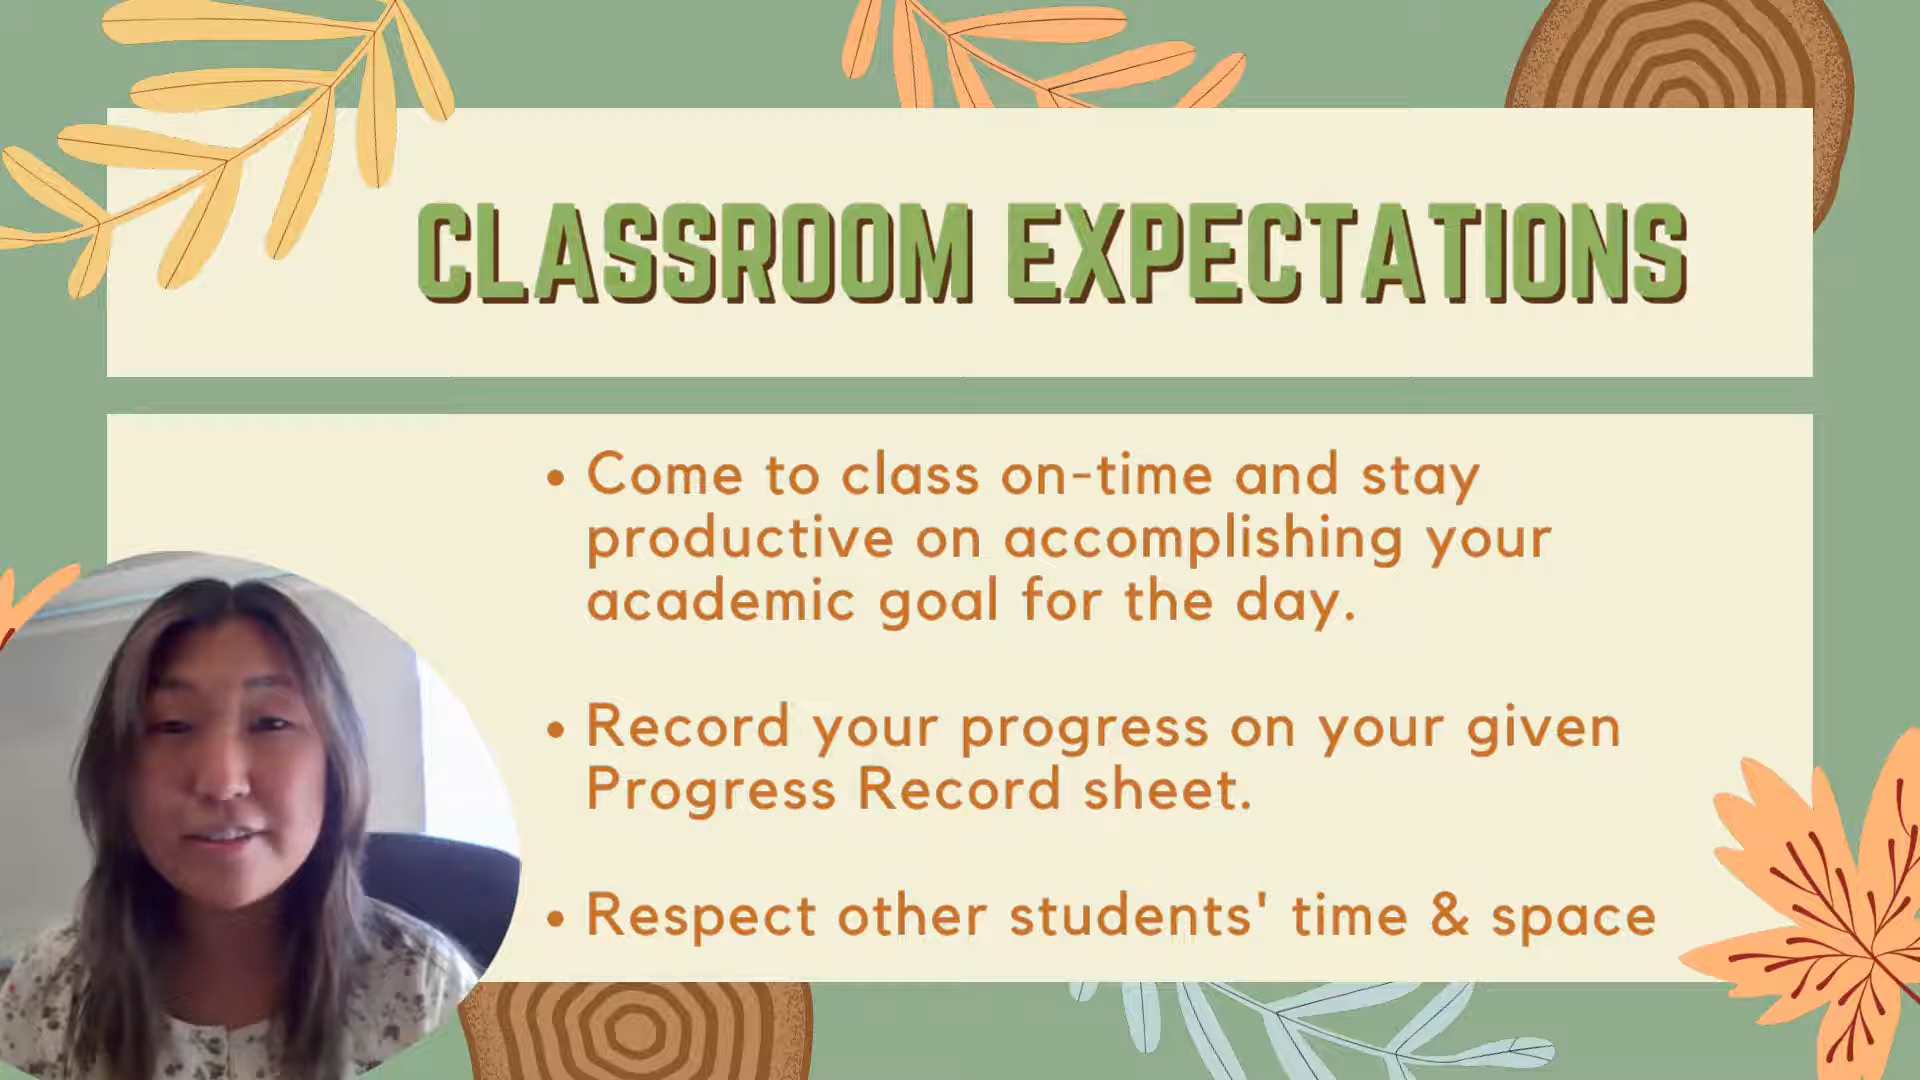 CLASSROOM EXPECTATIONS
• Come to class on-time and stay
productive on accomplishing your
academic goal for the day.
• Record your progress on your given
Progress Record sheet.
• Respect other students' time & space